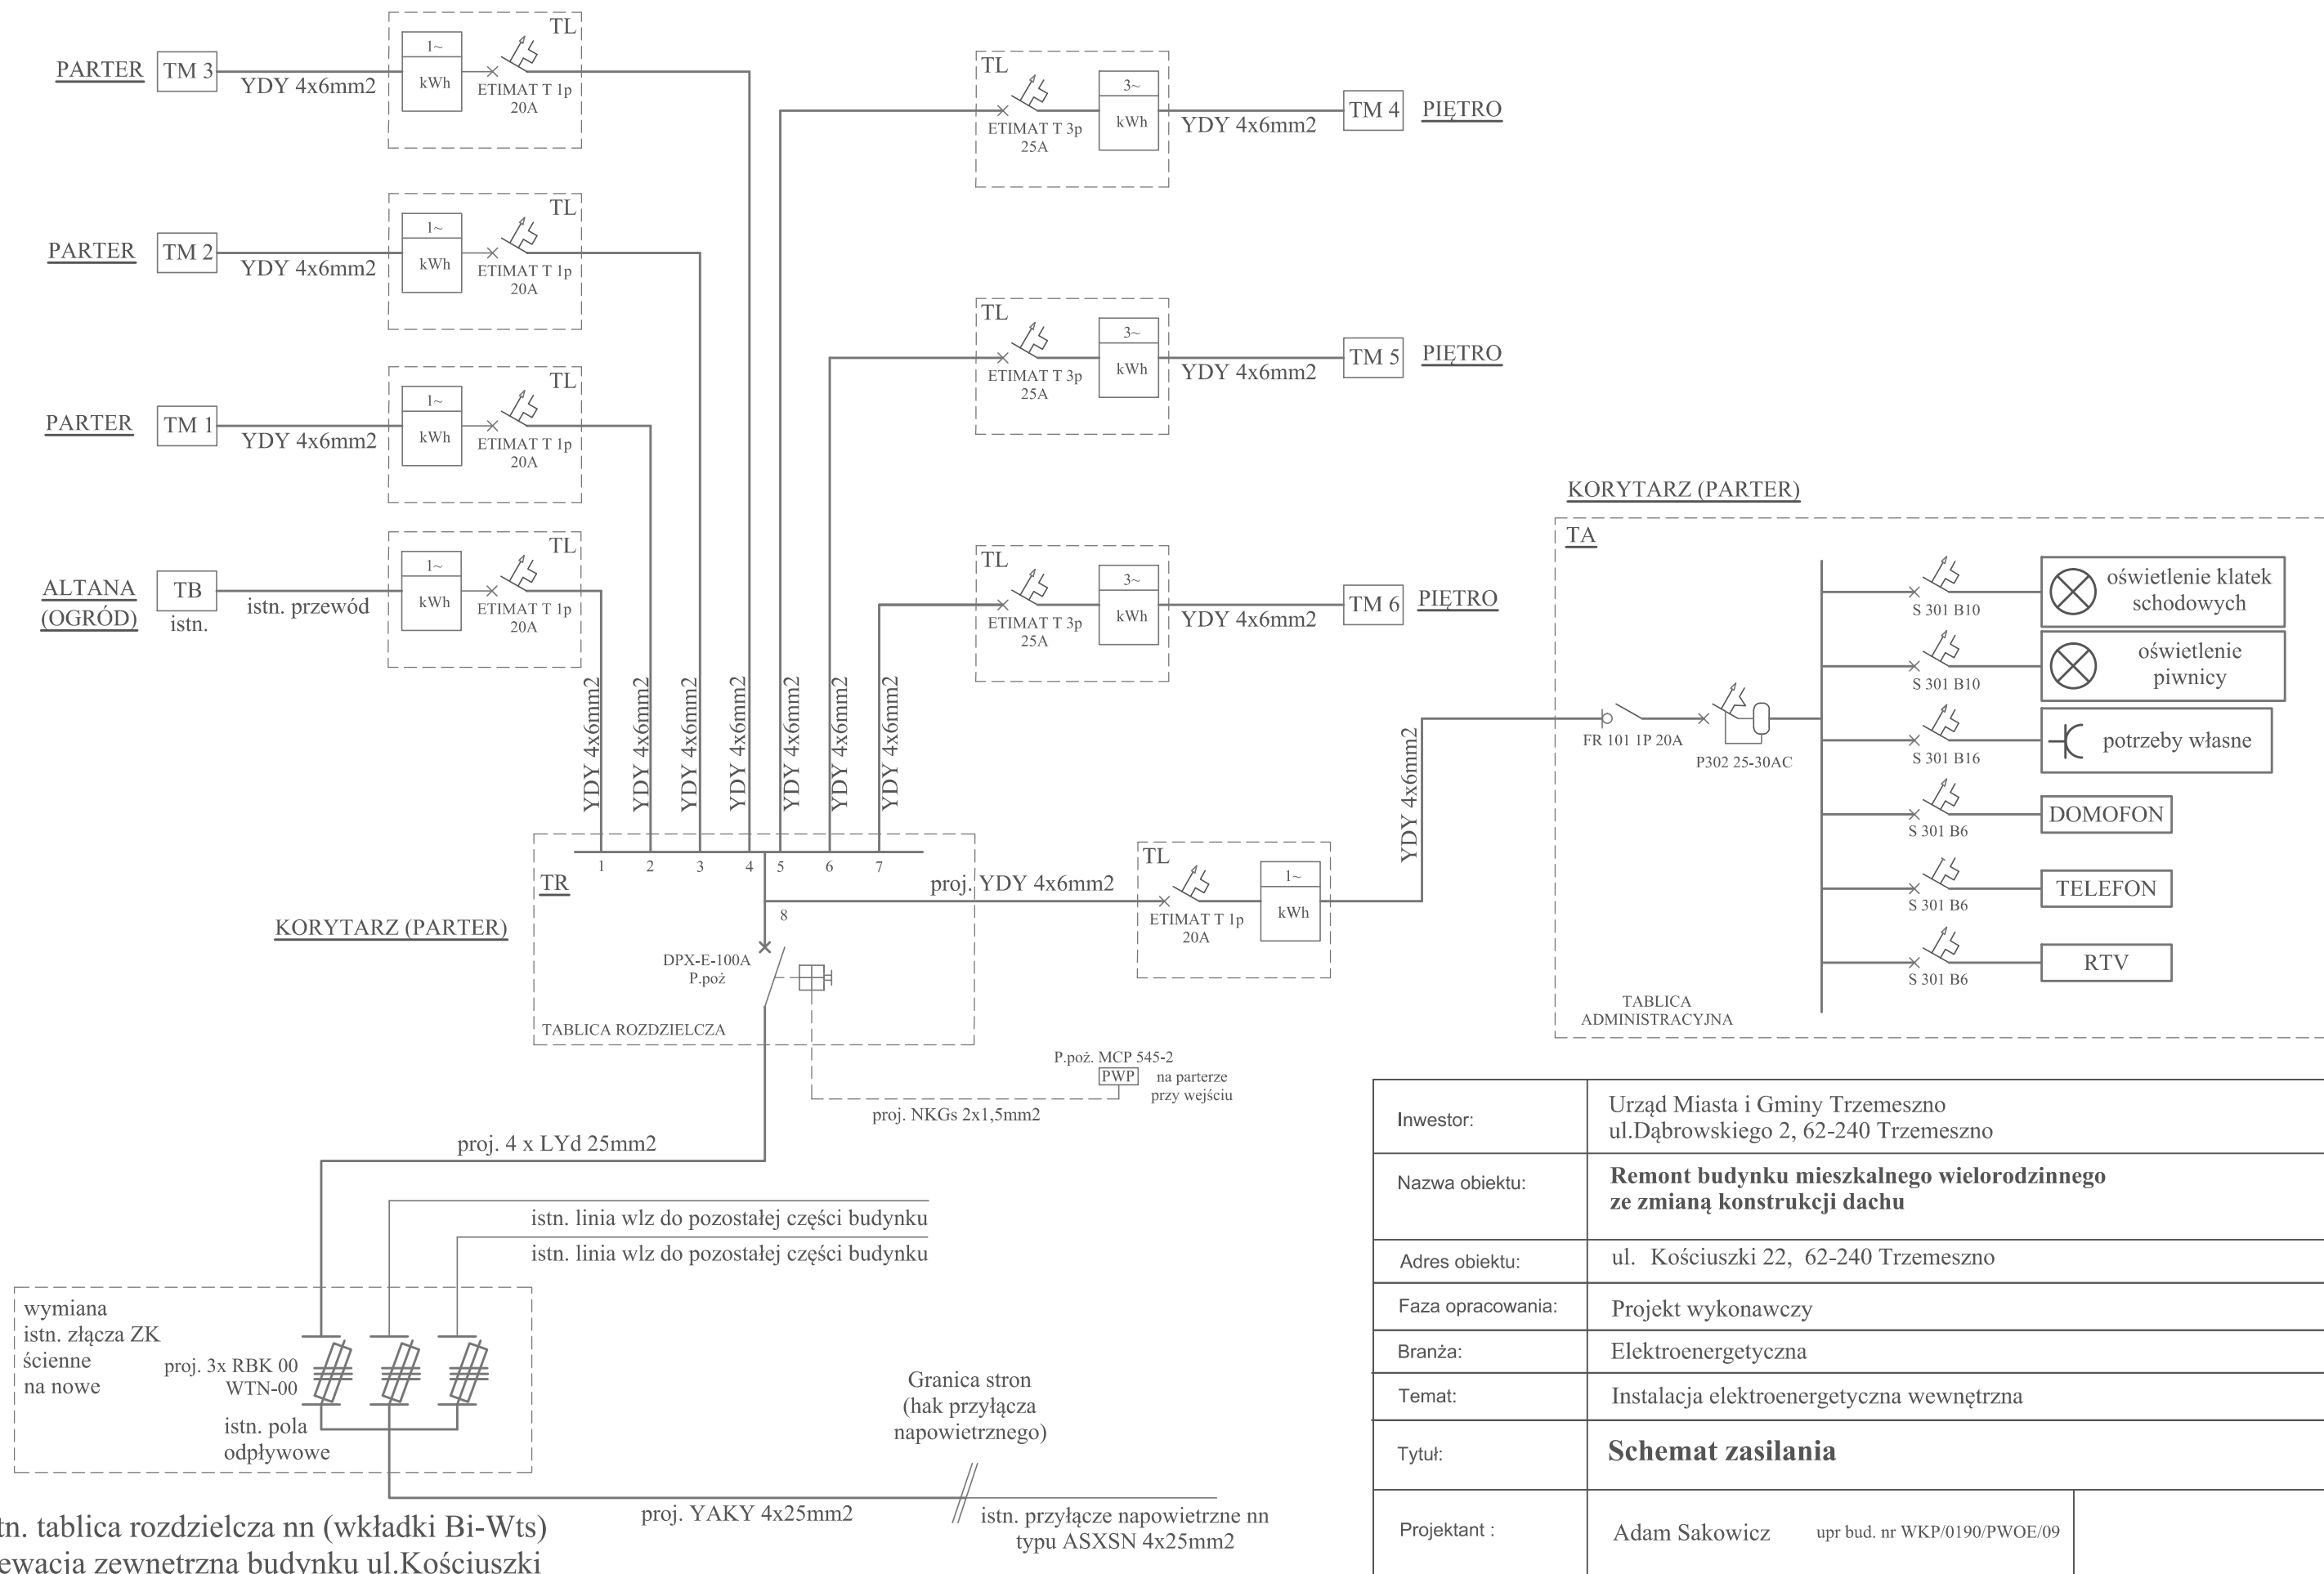 PARTER
TM 3
YDY 4x6mm2
1~
kWh
TL
ETIMAT T 1p
20A
PARTER
TM 2
YDY 4x6mm2
1~
kWh
TL
ETIMAT T 1p
20A
PARTER
TM 1
YDY 4x6mm2
1~
kWh
TL
ETIMAT T 1p
20A
ALTANA
(OGRÓD)
TB
istn.
istn. przewód
1~
kWh
TL
ETIMAT T 1p
20A
TL
ETIMAT T 3p
25A
3~
kWh
YDY 4x6mm2
TM 4
PIĘTRO
TL
ETIMAT T 3p
25A
3~
kWh
YDY 4x6mm2
TM 5
PIĘTRO
TL
ETIMAT T 3p
25A
3~
kWh
YDY 4x6mm2
TM 6
PIĘTRO
YDY 4x6mm2
YDY 4x6mm2
YDY 4x6mm2
YDY 4x6mm2
YDY 4x6mm2
YDY 4x6mm2
YDY 4x6mm2
1 2 3 4 5 6 7
TR
8
KORYTARZ (PARTER)
DPX-E-100A
P.poż
TABLICA ROZDZIELCZA
proj. YDY 4x6mm2
TL
ETIMAT T 1p
20A
1~
kWh
YDY 4x6mm2
KORYTARZ (PARTER)
TA
FR 101 1P 20A
P302 25-30AC
S 301 B10
oświetlenie klatek
schodowych
S 301 B10
oświetlenie
piwnicy
S 301 B16
potrzeby własne
S 301 B6
DOMOFON
S 301 B6
TELEFON
S 301 B6
RTV
TABLICA
ADMINISTRACYJNA
P.poż. MCP 545-2
PWP
na parterze
przy wejściu
proj. NKGs 2x1,5mm2
proj. 4 x LYd 25mm2
istn. linia wlz do pozostałej części budynku
istn. linia wlz do pozostałej części budynku
wymiana
istn. złącza ZK
ścienne
na nowe
proj. 3x RBK 00
WTN-00
istn. pola
odpływowe
Granica stron
(hak przyłącza
napowietrznego)
proj. YAKY 4x25mm2
istn. przyłącze napowietrzne nn
typu ASXSN 4x25mm2
tn. tablica rozdzielcza nn (wkładki Bi-Wts)
ewacja zewnetrzna budynku ul.Kościuszki
Inwestor:
Urząd Miasta i Gminy Trzemeszno
ul.Dąbrowskiego 2, 62-240 Trzemeszno
Nazwa obiektu:
Remont budynku mieszkalnego wielorodzinnego
ze zmianą konstrukcji dachu
Adres obiektu:
ul. Kościuszki 22, 62-240 Trzemeszno
Faza opracowania:
Projekt wykonawczy
Branża:
Elektroenergetyczna
Temat:
Instalacja elektroenergetyczna wewnętrzna
Tytuł:
Schemat zasilania
Projektant :
Adam Sakowicz upr bud. nr WKP/0190/PWOE/09